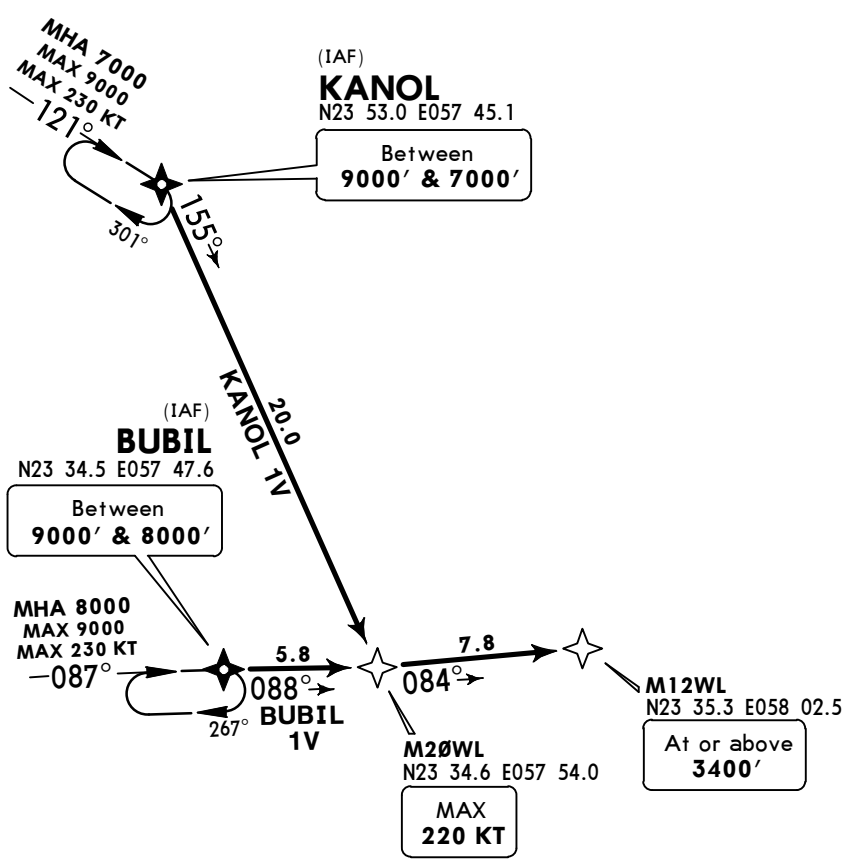 MHA 7000
MAX 9000
MAX 230 KT
121°
301°
(IAF)
KANOL
N23 53.0 E057 45.1
Between
9000′ & 7000′
155°
20.0
KANOL 1V
(IAF)
BUBIL
N23 34.5 E057 47.6
Between
9000′ & 8000′
MHA 8000
MAX 9000
MAX 230 KT
087°
267°
5.8
088°
BUBIL
1V
7.8
084°
M2ØWL
N23 34.6 E057 54.0
MAX
220 KT
M12WL
N23 35.3 E058 02.5
At or above
3400′